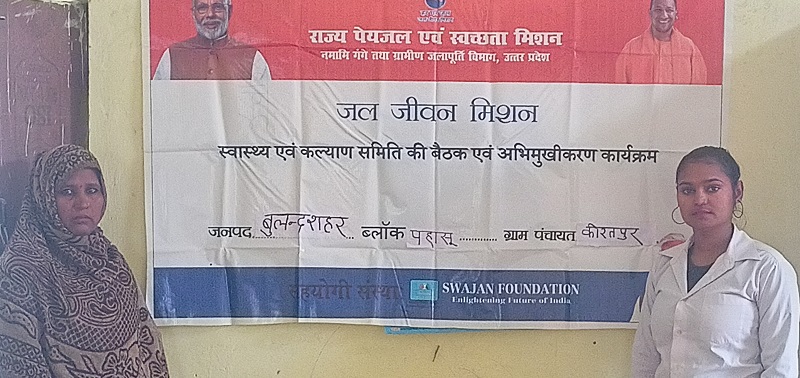 राज्य पेयजल एवं स्वच्छता मिशन
नमामि गंगे तथा ग्रामीण जलापूर्ति विभाग, उत्तर प्रदेश
जल जीवन मिशन
स्वास्थ्य एवं कल्याण समिति की बैठक एवं अभिमुखीकरण कार्यक्रम
जनपद बुलन्दशहर ब्लॉक पहासू ग्राम पंचायत कीरतपुर
सहयोगी संस्था
SWAJAN FOUNDATION
Enlightening Future of India